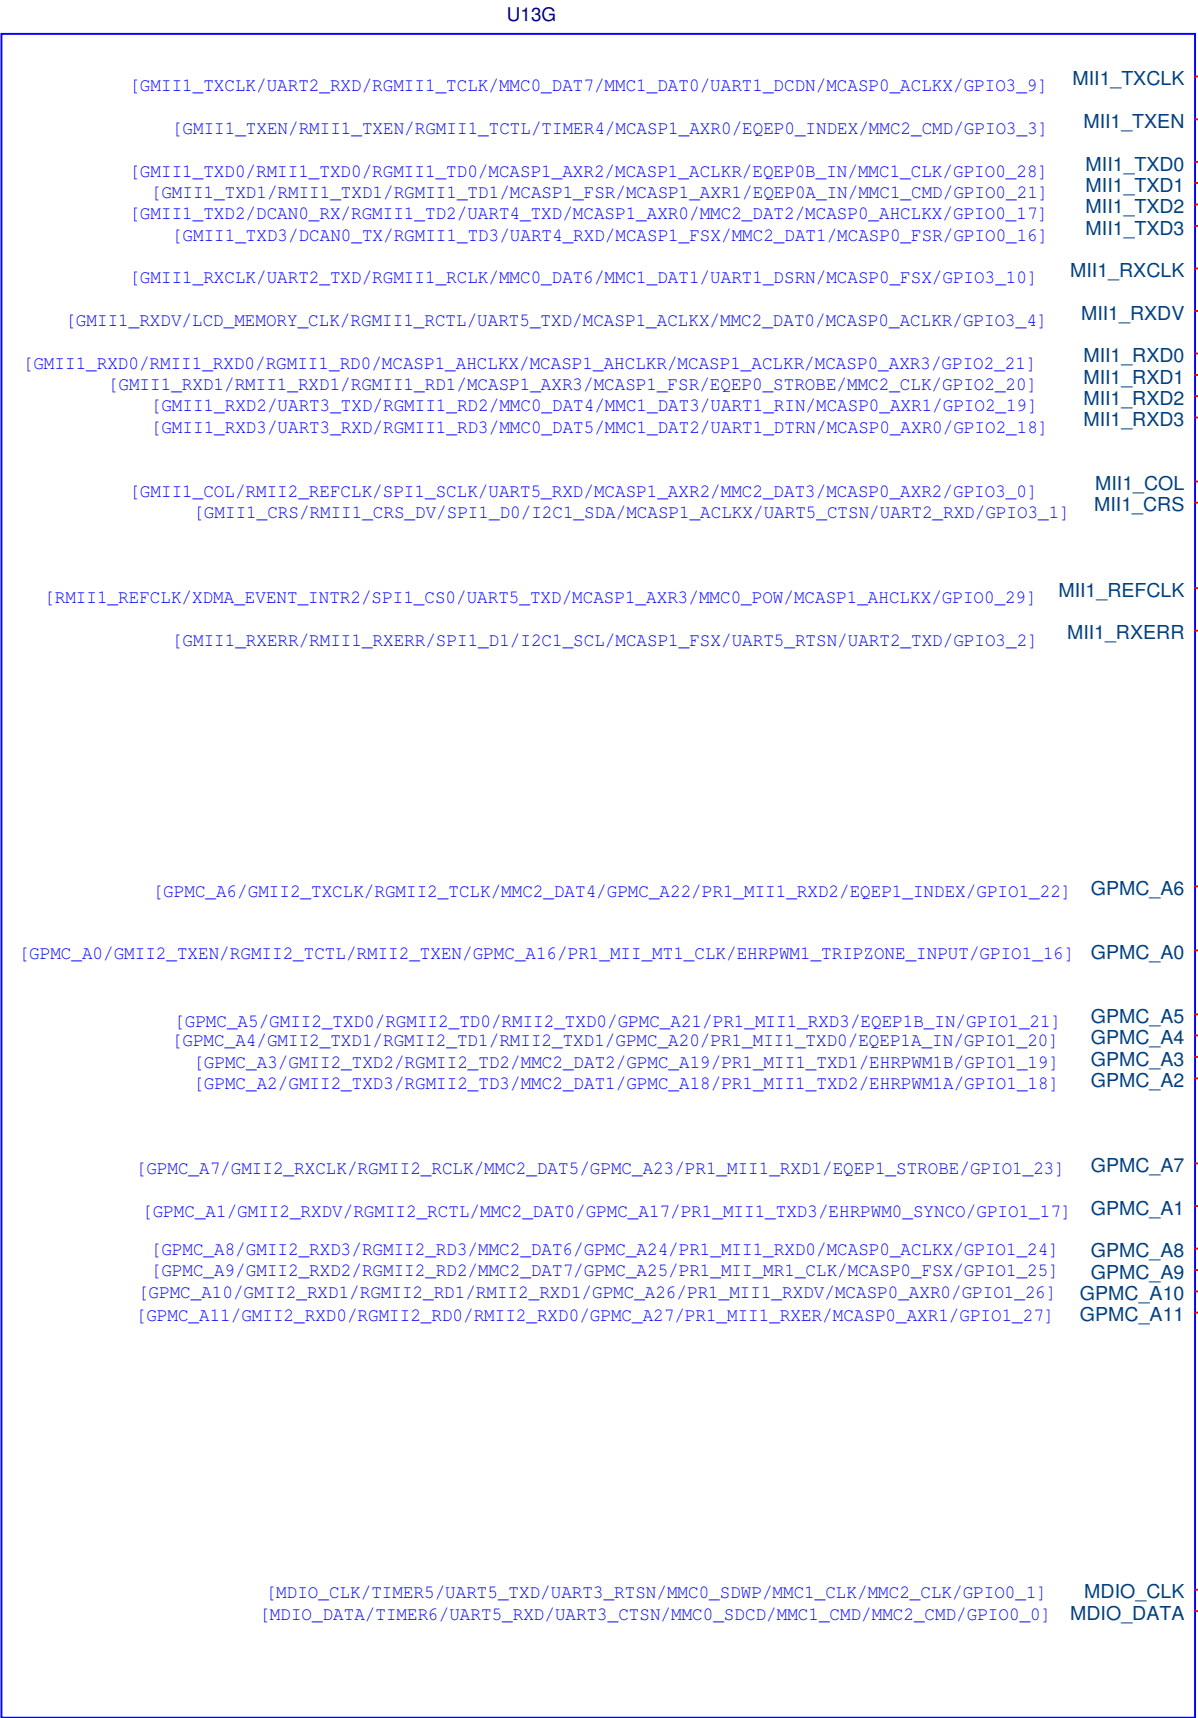 U13G
[GMII1_TXCLK/UART2_RXD/RGMII1_TCLK/MMC0_DAT7/MMC1_DAT0/UART1_DCDN/MCASP0_ACLKX/GPIO3_9] MII1_TXCLK
[GMII1_TXEN/RMII1_TXEN/RGMII1_TCTL/TIMER4/MCASP1_AXR0/EQEP0_INDEX/MMC2_CMD/GPIO3_3] MII1_TXEN
[GMII1_TXD0/RMII1_TXD0/RGMII1_TD0/MCASP1_AXR2/MCASP1_ACLKR/EQEP0B_IN/MMC1_CLK/GPIO0_28] MII1_TXD0
[GMII1_TXD1/RMII1_TXD1/RGMII1_TD1/MCASP1_FSR/MCASP1_AXR1/EQEP0A_IN/MMC1_CMD/GPIO0_21] MII1_TXD1
[GMII1_TXD2/DCAN0_RX/RGMII1_TD2/UART4_TXD/MCASP1_AXR0/MMC2_DAT2/MCASP0_AHCLKX/GPIO0_17] MII1_TXD2
[GMII1_TXD3/DCAN0_TX/RGMII1_TD3/UART4_RXD/MCASP1_FSX/MMC2_DAT1/MCASP0_FSR/GPIO0_16] MII1_TXD3
[GMII1_RXCLK/UART2_TXD/RGMII1_RCLK/MMC0_DAT6/MMC1_DAT1/UART1_DSRN/MCASP0_FSX/GPIO3_10] MII1_RXCLK
[GMII1_RXDV/LCD_MEMORY_CLK/RGMII1_RCTL/UART5_TXD/MCASP1_ACLKX/MMC2_DAT0/MCASP0_ACLKR/GPIO3_4] MII1_RXDV
[GMII1_RXD0/RMII1_RXD0/RGMII1_RD0/MCASP1_AHCLKX/MCASP1_AHCLKR/MCASP1_ACLKR/MCASP0_AXR3/GPIO2_21] MII1_RXD0
[GMII1_RXD1/RMII1_RXD1/RGMII1_RD1/MCASP1_AXR3/MCASP1_FSR/EQEP0_STROBE/MMC2_CLK/GPIO2_20] MII1_RXD1
[GMII1_RXD2/UART3_TXD/RGMII1_RD2/MMC0_DAT4/MMC1_DAT3/UART1_RIN/MCASP0_AXR1/GPIO2_19] MII1_RXD2
[GMII1_RXD3/UART3_RXD/RGMII1_RD3/MMC0_DAT5/MMC1_DAT2/UART1_DTRN/MCASP0_AXR0/GPIO2_18] MII1_RXD3
[GMII1_COL/RMII2_REFCLK/SPI1_SCLK/UART5_RXD/MCASP1_AXR2/MMC2_DAT3/MCASP0_AXR2/GPIO3_0] MII1_COL
[GMII1_CRS/RMII1_CRS_DV/SPI1_D0/I2C1_SDA/MCASP1_ACLKX/UART5_CTSN/UART2_RXD/GPIO3_1] MII1_CRS
[RMII1_REFCLK/XDMA_EVENT_INTR2/SPI1_CS0/UART5_TXD/MCASP1_AXR3/MMC0_POW/MCASP1_AHCLKX/GPIO0_29] MII1_REFCLK
[GMII1_RXERR/RMII1_RXERR/SPI1_D1/I2C1_SCL/MCASP1_FSX/UART5_RTSN/UART2_TXD/GPIO3_2] MII1_RXERR
[GPMC_A6/GMII2_TXCLK/RGMII2_TCLK/MMC2_DAT4/GPMC_A22/PR1_MII1_RXD2/EQEP1_INDEX/GPIO1_22] GPMC_A6
[GPMC_A0/GMII2_TXEN/RGMII2_TCTL/RMII2_TXEN/GPMC_A16/PR1_MII_MT1_CLK/EHRPWM1_TRIPZONE_INPUT/GPIO1_16] GPMC_A0
[GPMC_A5/GMII2_TXD0/RGMII2_TD0/RMII2_TXD0/GPMC_A21/PR1_MII1_RXD3/EQEP1B_IN/GPIO1_21] GPMC_A5
[GPMC_A4/GMII2_TXD1/RGMII2_TD1/RMII2_TXD1/GPMC_A20/PR1_MII1_TXD0/EQEP1A_IN/GPIO1_20] GPMC_A4
[GPMC_A3/GMII2_TXD2/RGMII2_TD2/MMC2_DAT2/GPMC_A19/PR1_MII1_TXD1/EHRPWM1B/GPIO1_19] GPMC_A3
[GPMC_A2/GMII2_TXD3/RGMII2_TD3/MMC2_DAT1/GPMC_A18/PR1_MII1_TXD2/EHRPWM1A/GPIO1_18] GPMC_A2
[GPMC_A7/GMII2_RXCLK/RGMII2_RCLK/MMC2_DAT5/GPMC_A23/PR1_MII1_RXD1/EQEP1_STROBE/GPIO1_23] GPMC_A7
[GPMC_A1/GMII2_RXDV/RGMII2_RCTL/MMC2_DAT0/GPMC_A17/PR1_MII1_TXD3/EHRPWM0_SYNCO/GPIO1_17] GPMC_A1
[GPMC_A8/GMII2_RXD3/RGMII2_RD3/MMC2_DAT6/GPMC_A24/PR1_MII1_RXD0/MCASP0_ACLKX/GPIO1_24] GPMC_A8
[GPMC_A9/GMII2_RXD2/RGMII2_RD2/MMC2_DAT7/GPMC_A25/PR1_MII_MR1_CLK/MCASP0_FSX/GPIO1_25] GPMC_A9
[GPMC_A10/GMII2_RXD1/RGMII2_RD1/RMII2_RXD1/GPMC_A26/PR1_MII1_RXDV/MCASP0_AXR0/GPIO1_26] GPMC_A10
[GPMC_A11/GMII2_RXD0/RGMII2_RD0/RMII2_RXD0/GPMC_A27/PR1_MII1_RXER/MCASP0_AXR1/GPIO1_27] GPMC_A11
[MDIO_CLK/TIMER5/UART5_TXD/UART3_RTSN/MMC0_SDWP/MMC1_CLK/MMC2_CLK/GPIO0_1] MDIO_CLK
[MDIO_DATA/TIMER6/UART5_RXD/UART3_CTSN/MMC0_SDCD/MMC1_CMD/MMC2_CMD/GPIO0_0] MDIO_DATA